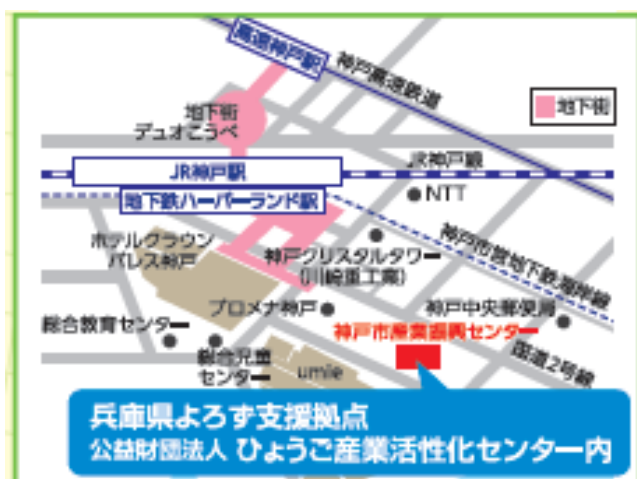 高速神戸駅
神戸高速鉄道
地下街
地下街
デュオこうべ
JR神戸線
JR神戸駅
地下鉄ハーバーランド駅
NTT
神戸市営地下鉄海岸線
ホテルクラウン
パレス神戸
神戸クリスタルタワー
(川崎重工業)
プロメナ神戸
神戸中央郵便局
総合教育センター
神戸市産業振興センター
総合児童
センター
umie
国道2号線
兵庫県よろず支援拠点
公益財団法人 ひょうご産業活性化センター内